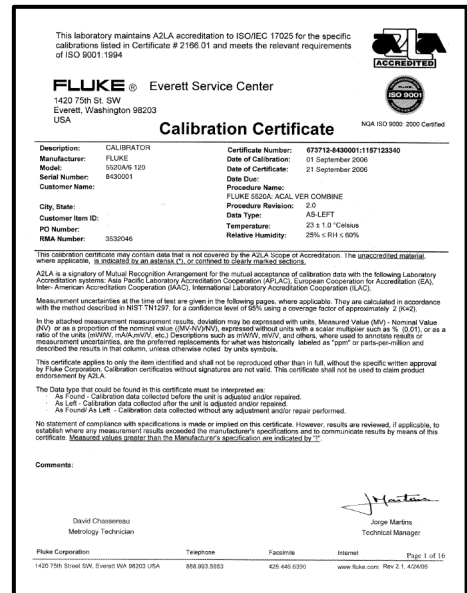 This laboratory maintains A2LA accreditation to ISO/IEC 17025 for the specific
calibrations listed in Certificate # 2166.01 and meets the relevant requirements
of ISO 9001:1994
ACCREDITED
FLUKE ® Everett Service Center
ISO 9001
1420 75th St. SW
Everett, Washington 98203
USA
NQA ISO 9000: 2000 Certified
Calibration Certificate
Description: CALIBRATOR
Manufacturer: FLUKE
Model: 5520A/6 120
Serial Number: 8430001
Customer Name:
City, State:
Customer Item ID:
PO Number:
RMA Number: 3532046
Certificate Number: 673712-8430001:1157123340
Date of Calibration: 01 September 2006
Date of Certificate: 21 September 2006
Date Due:
Procedure Name:
FLUKE 5520A: ACAL VER COMBINE
Procedure Revision: 2.0
Data Type: AS-LEFT
Temperature: 23 ± 1.0 °Celsius
Relative Humidity: 25% ≤ RH ≤ 60%
This calibration certificate may contain data that is not covered by the A2LA Scope of Accreditation. The unaccredited material,
where applicable, is indicated by an asterisk (*), or confined to clearly marked sections.
A2LA is a signatory of Mutual Recognition Arrangement for the mutual acceptance of calibration data with the following Laboratory
Accreditation systems: Asia Pacific Laboratory Accreditation Cooperation (APLAC), European Cooperation for Accreditation (EA),
Inter- American Accreditation Cooperation (IAAC), International Laboratory Accreditation Cooperation (ILAC).
Measurement uncertainties at the time of test are given in the following pages, where applicable. They are calculated in accordance
with the method described in NIST TN1297, for a confidence level of 95% using a coverage factor of approximately 2 (K=2).
In the attached measurement results, deviation may be expressed with units, Measured Value (MV) - Nominal Value
(NV) or as a proportion of the nominal value ((MV-NV)/NV), expressed without units with a scalar multiplier such as % (0.01), or as a
ratio of the units (mW/W, mA/A,mV/V, etc.) Descriptions such as mW/W, mV/V, and others, where used to annotate results or
measurement uncertainties, are the preferred replacements for what was historically labeled as "ppm" or parts-per-million and
described the results in that column, unless otherwise noted by units symbols.
This certificate applies to only the item identified and shall not be reproduced other than in full, without the specific written approval
by Fluke Corporation. Calibration certificates without signatures are not valid. This certificate shall not be used to claim product
endorsement by A2LA.
The Data type that could be found in this certificate must be interpreted as:
· As Found - Calibration data collected before the unit is adjusted and/or repaired.
· As Left - Calibration data collected after the unit is adjusted and/or repaired.
· As Found/ As Left - Calibration data collected without any adjustment and/or repair performed.
No statement of compliance with specifications is made or implied on this certificate. However, results are reviewed, if applicable, to
establish where any measurement results exceeded the manufacturer's specifications and to communicate results by means of this
certificate. Measured values greater than the Manufacturer's specification are indicated by "!".
Comments:
David Chassereau
Metrology Technician
Jorge Martins
Technical Manager
Fluke Corporation Telephone Facsimile Internet Page 1 of 16
1420 75th Street SW, Everett WA 98203 USA 888.993.5853 425.446.6390 www.fluke.com Rev 2.1, 4/24/06